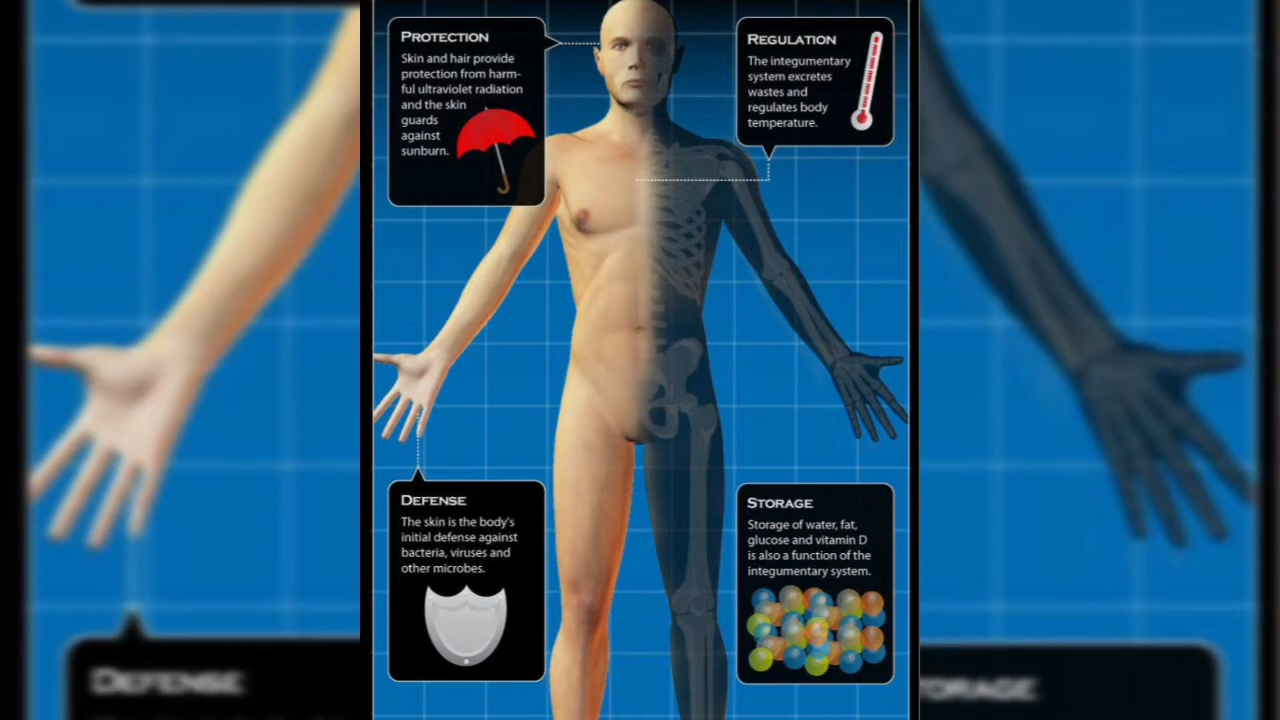 PROTECTION
Skin and hair provide
protection from harm-
ful ultraviolet radiation
and the skin
guards
against
sunburn.
REGULATION
The integumentary
system excretes
wastes and
regulates body
temperature.
DEFENSE
The skin is the body's
initial defense against
bacteria, viruses and
other microbes.
STORAGE
Storage of water, fat,
glucose and vitamin D
is also a function of the
integumentary system.
DEFENSE
TORAGE